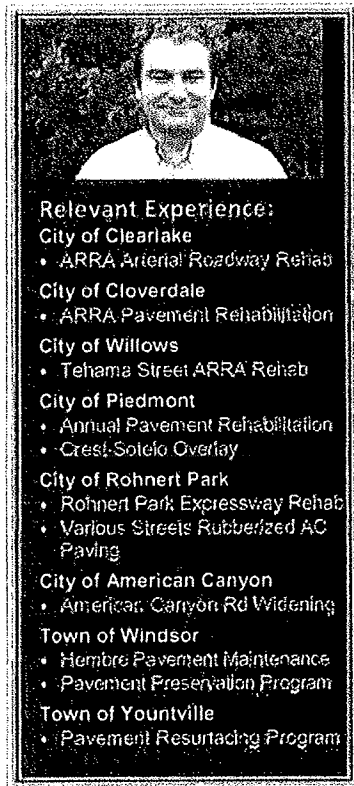 Relevant Experience:
City of Clearlake
• ARRA Arterial Roadway Rehab
City of Cloverdale
• ARRA Pavement Rehabilitation
City of Willows
• Tehama Street ARRA Rehab
City of Piedmont
• Annual Pavement Rehabilitation
• Crest-Sotelo Overlay
City of Rohnert Park
• Rohnert Park Expressway Rehab
• Various Streets Rubberized AC
Paving
City of American Canyon
• American Canyon Rd Widening
Town of Windsor
• Hembre Pavement Maintenance
• Pavement Preservation Program
Town of Yountville
• Pavement Resurfacing Program